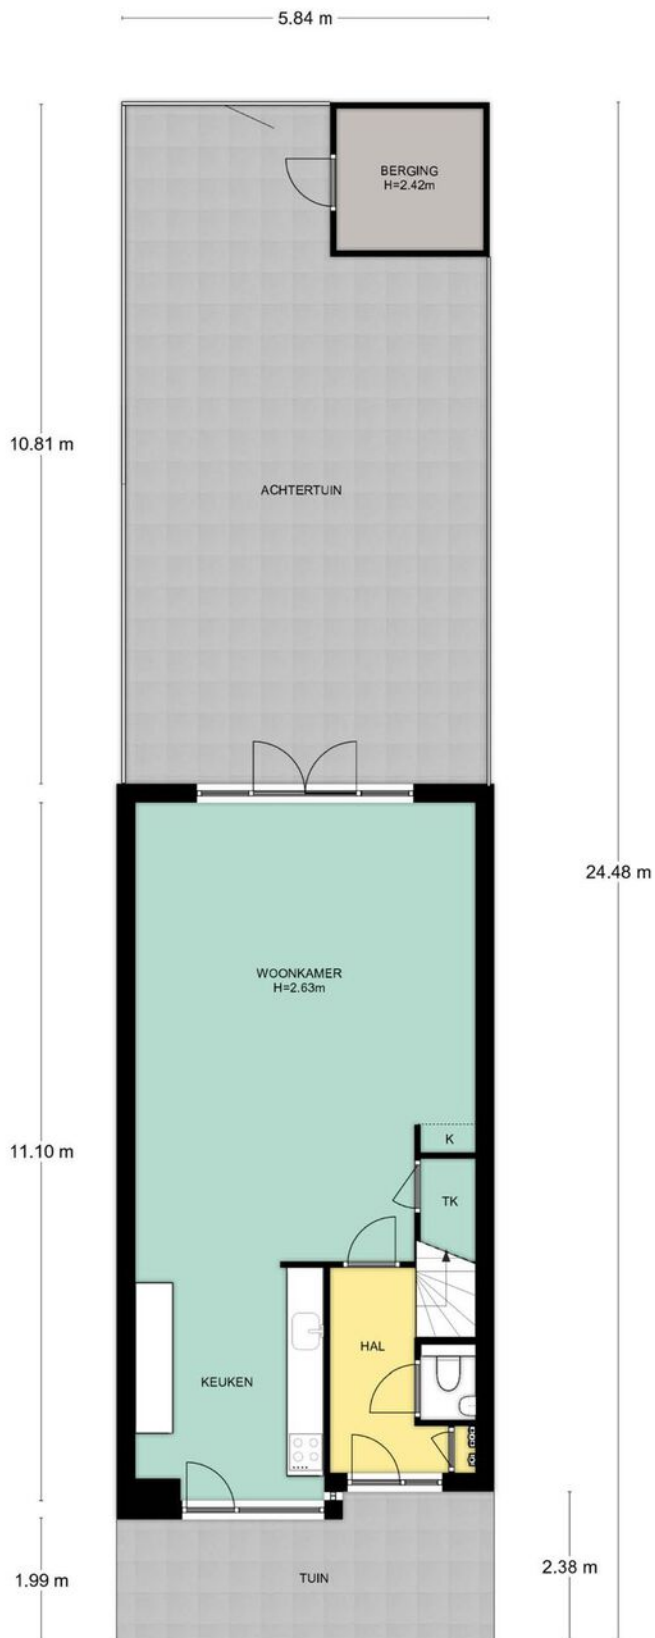 5.84 m
BERGING
H=2.42m
10.81 m
ACHTERTUIN
24.48 m
WOONKAMER
H=2.63m
K
11.10 m
TK
HAL
KEUKEN
2.38 m
TUIN
1.99 m